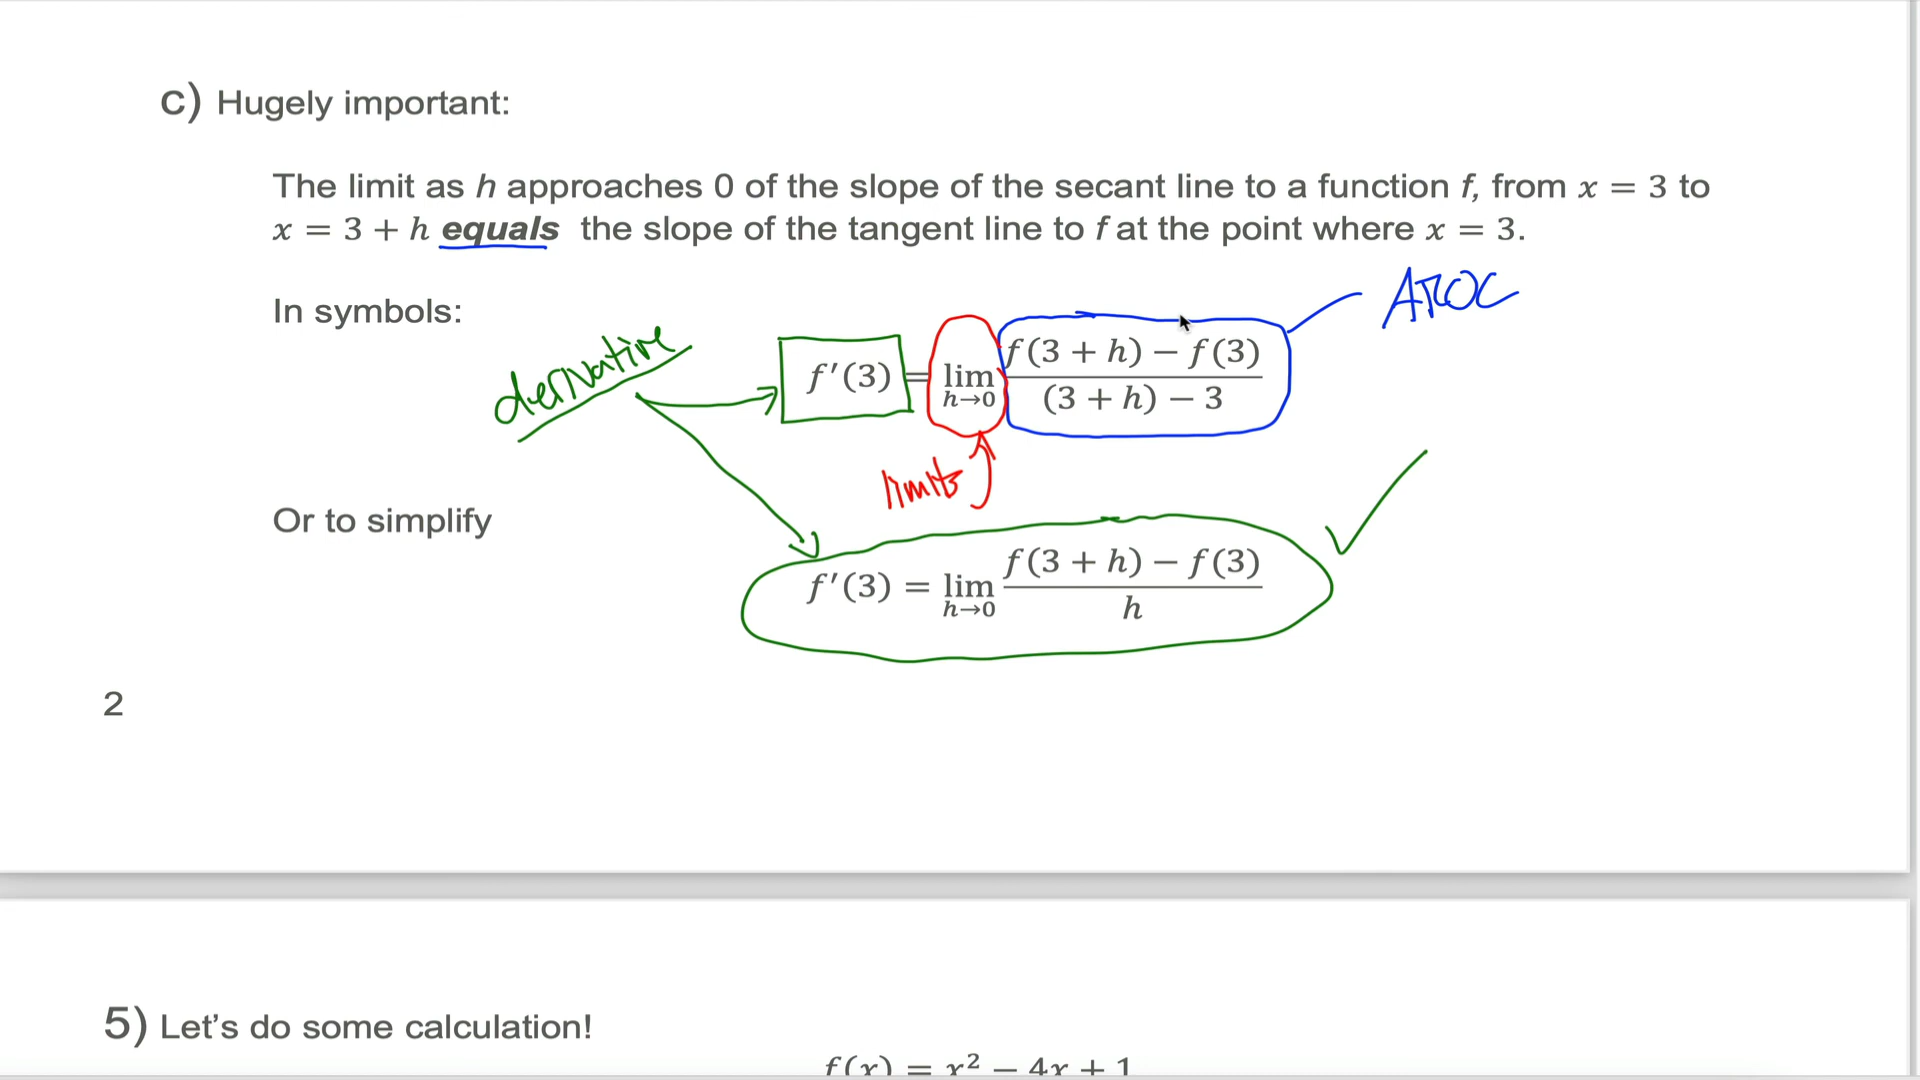 c) Hugely important:
The limit as h approaches 0 of the slope of the secant line to a function f, from x = 3 to
x = 3 + h equals the slope of the tangent line to f at the point where x = 3.
AROC
In symbols:
derivative
f′(3) = lim h→0 f(3 + h) − f(3) / (3 + h) − 3
limits
Or to simplify
f′(3) = lim h→0 f(3 + h) − f(3) / h
2
5) Let's do some calculation!
f(x) = x² − 4x + 1